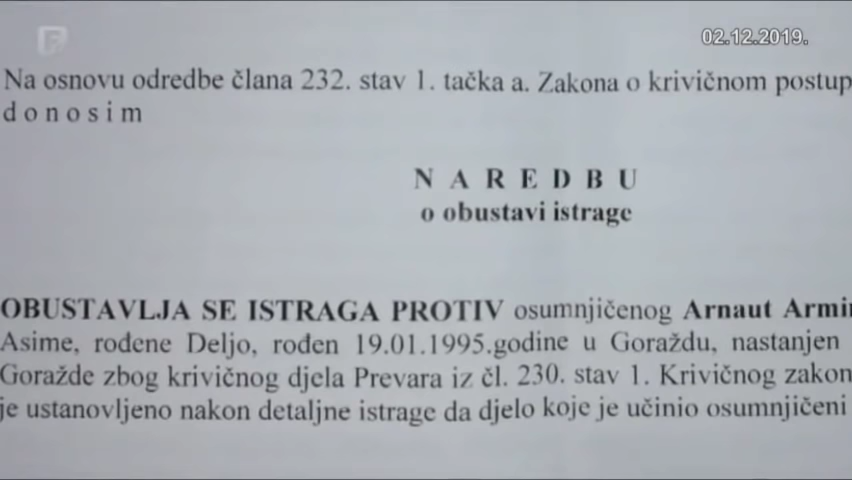 02.12.2019.
Na osnovu odredbe člana 232. stav 1. tačka a. Zakona o krivičnom postup
donosim
NAREDBU
o obustavi istrage
OBUSTAVLJA SE ISTRAGA PROTIV osumnjičenog Arnaut Armi
Asime, rođene Deljo, rođen 19.01.1995.godine u Goraždu, nastanjen
Goražde zbog krivičnog djela Prevara iz čl. 230. stav 1. Krivičnog zakon
je ustanovljeno nakon detaljne istrage da djelo koje je učinio osumnjičeni